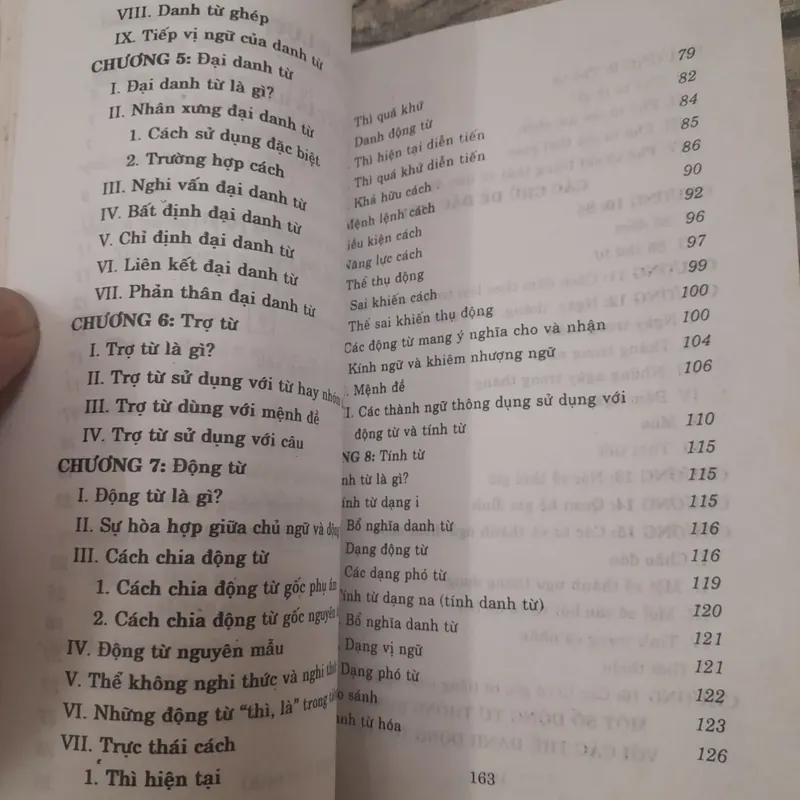 VIII. Danh từ ghép
IX. Tiếp vị ngữ của danh từ
CHƯƠNG 5: Đại danh từ
I. Đại danh từ là gì?
II. Nhân xưng đại danh từ
1. Cách sử dụng đặc biệt
2. Trường hợp cách
III. Nghi vấn đại danh từ
IV. Bất định đại danh từ
V. Chỉ định đại danh từ
VI. Liên kết đại danh từ
VII. Phản thân đại danh từ
CHƯƠNG 6: Trợ từ
I. Trợ từ là gì?
II. Trợ từ sử dụng với từ hay nhóm
III. Trợ từ dùng với mệnh đề
IV. Trợ từ sử dụng với câu
CHƯƠNG 7: Động từ
I. Động từ là gì?
II. Sự hòa hợp giữa chủ ngữ và động
III. Cách chia động từ
1. Cách chia động từ gốc phụ âm
2. Cách chia động từ gốc nguyên
IV. Động từ nguyên mẫu
V. Thể không nghi thức và nghi thứ
VI. Những động từ “thì, là” trong
VII. Trực thái cách
1. Thì hiện tại
Thì quá khứ 79
Danh động từ 82
Thì hiện tại diễn tiến 84
Thì quá khứ diễn tiến 85
Khả hữu cách 86
Mệnh lệnh cách 90
iều kiện cách 92
Năng lực cách 96
Thể thụ động 97
Sai khiến cách 99
Thể sai khiến thụ động 100
Các động từ mang ý nghĩa cho và nhận 100
Kính ngữ và khiêm nhượng ngữ 104
Mệnh đề 106
I. Các thành ngữ thông dụng sử dụng với
động từ và tính từ 110
NG 8: Tính từ 115
nh từ là gì? 115
ính từ dạng i 115
Bổ nghĩa danh từ 116
Dạng động từ 116
Các dạng phó từ 119
ính từ dạng na (tính danh từ) 120
Bổ nghĩa danh từ 121
Dạng vị ngữ 121
Dạng phó từ 122
o sánh 123
anh từ hóa 126
163